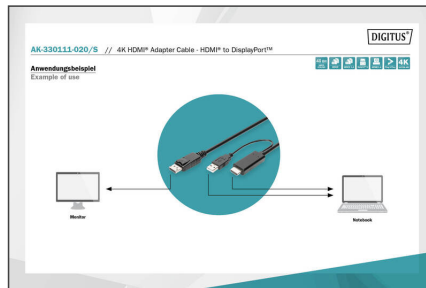 DIGITUS®
AK-330111-020/S // 4K HDMI® Adapter Cable - HDMI® to DisplayPort™
Anwendungsbeispiel
Example of use
4K
Monitor
Notebook